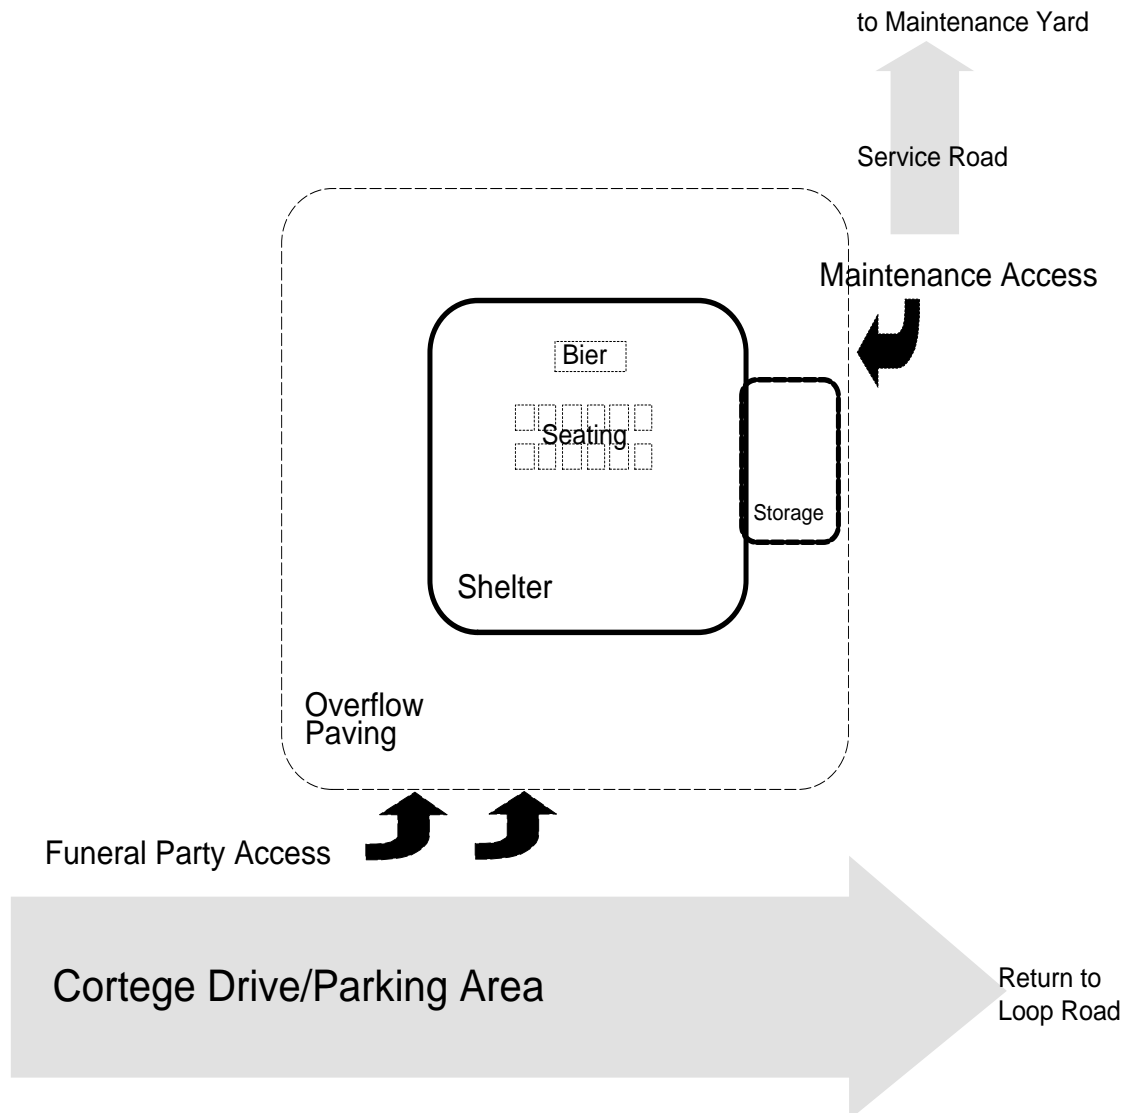 to Maintenance Yard
Service Road
Maintenance Access
Bier
Seating
Storage
Shelter
Overflow
Paving
Funeral Party Access
Cortege Drive/Parking Area
Return to
Loop Road